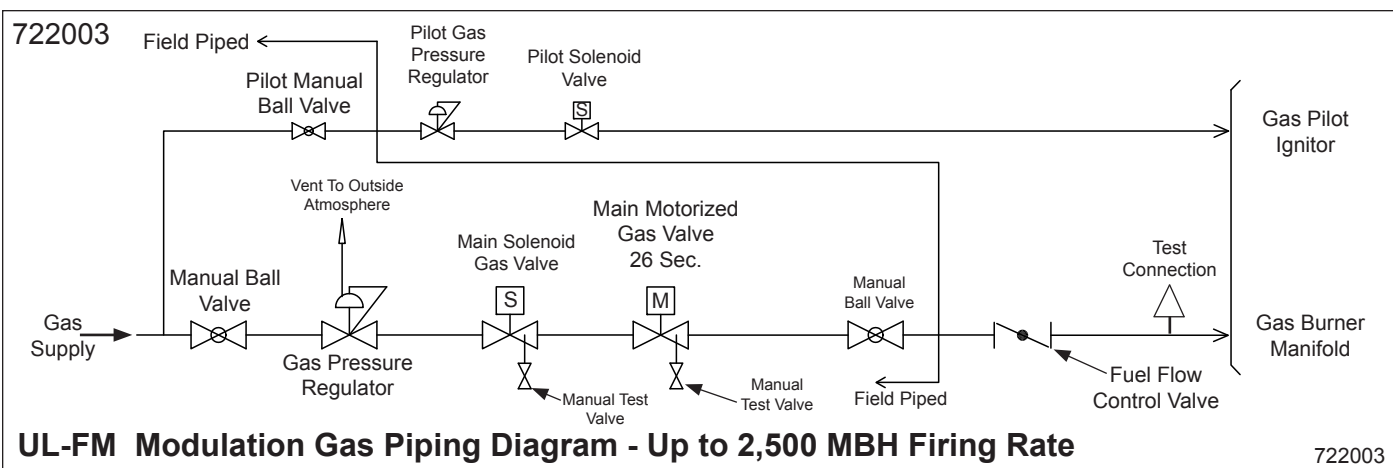 722003
Field Piped
Pilot Gas
Pressure
Regulator
Pilot Solenoid
Valve
Pilot Manual
Ball Valve
S
Gas Pilot
Ignitor
Vent To Outside
Atmosphere
Main Solenoid
Gas Valve
Main Motorized
Gas Valve
26 Sec.
Test
Connection
Manual Ball
Valve
Manual
Ball Valve
S
M
Gas
Supply
Gas Burner
Manifold
Gas Pressure
Regulator
Manual Test
Valve
Manual
Test Valve
Field Piped
Fuel Flow
Control Valve
UL-FM Modulation Gas Piping Diagram - Up to 2,500 MBH Firing Rate
722003